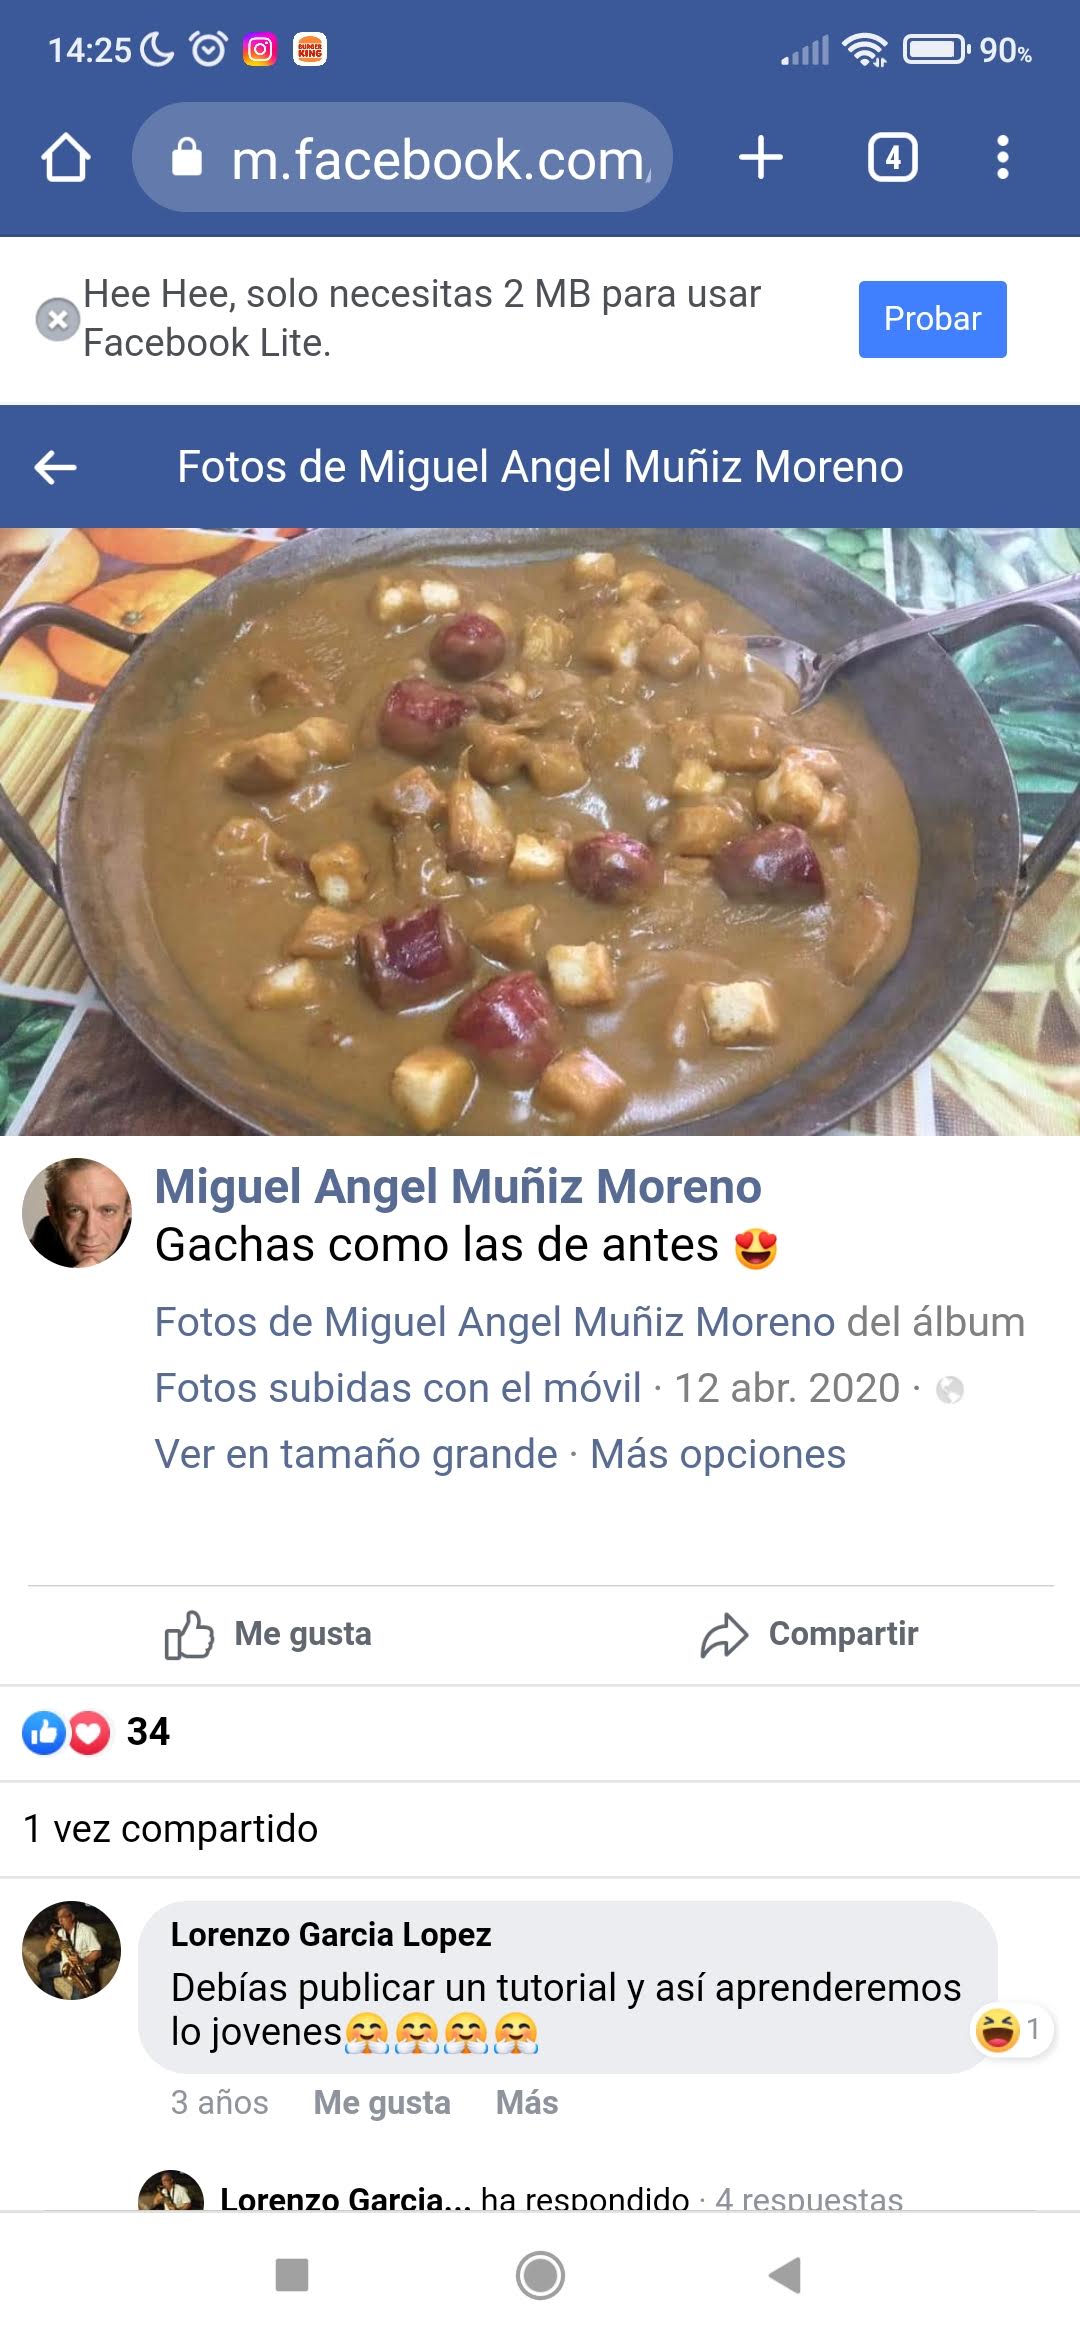 14:25
BURGER
KING
90%
m.facebook.com
4
Hee Hee, solo necesitas 2 MB para usar
Facebook Lite.
Probar
Fotos de Miguel Angel Muñiz Moreno
Miguel Angel Muñiz Moreno
Gachas como las de antes 😍
Fotos de Miguel Angel Muñiz Moreno del álbum
Fotos subidas con el móvil · 12 abr. 2020 ·
Ver en tamaño grande · Más opciones
Me gusta
Compartir
34
1 vez compartido
Lorenzo Garcia Lopez
Debías publicar un tutorial y así aprenderemos
lo jovenes🤗🤗🤗🤗
1
3 años Me gusta Más
Lorenzo Garcia... ha respondido · 4 respuestas